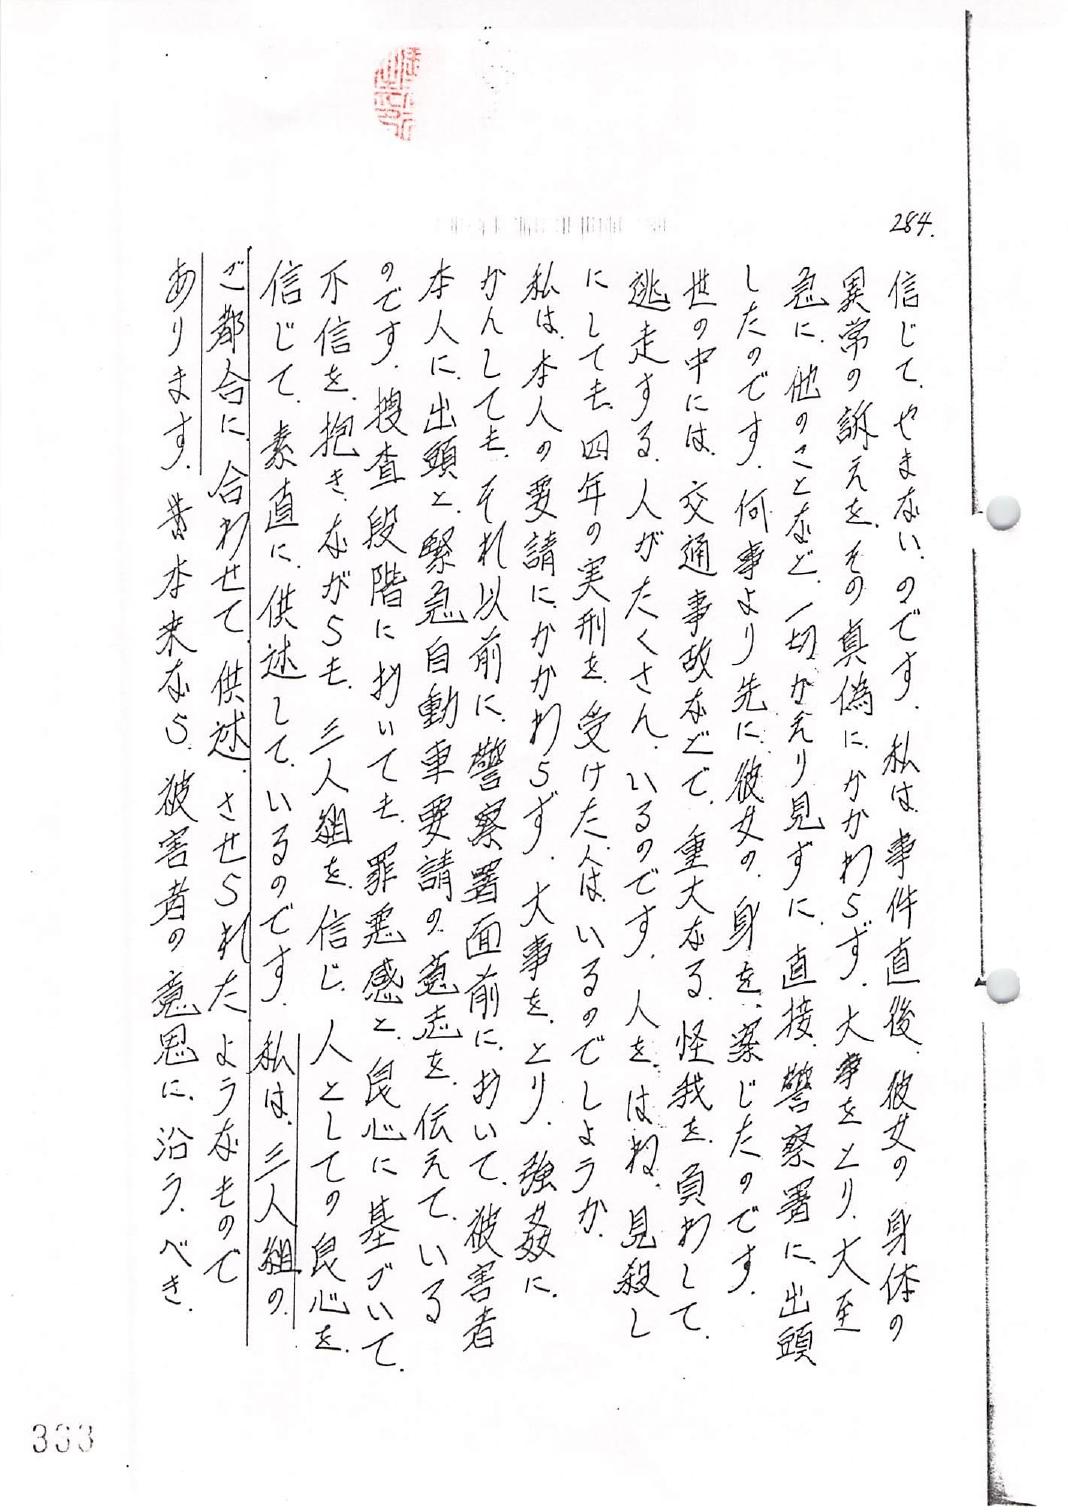 284.
信じて、やまない、のです。私は、事件直後、彼女の身体の
異常の訴えを、その真偽に、かかわらず、大事をとり、大至
急に、他のことなど、一切かえり見ずに、直接、警察署に、出頭
したのです。何事より先に、彼女の、身を、案じたのです。
世の中には、交通事故などで、重大なる、怪我を、負わして、
逃走する、人がたくさん、いるのです。人を、はね、見殺し
にしても、四年の実刑を、受けた人は、いるのでしょうか。
私は、本人の要請に、かかわらず、大事を、とり、強姦に、
かんしても、それ以前に、警察署面前に、おいて、被害者
本人に、出頭と、緊急自動車要請の、意志を、伝えて、いる
のです。捜査段階に、於いても、罪悪感と、良心に基づいて、
不信を、抱き、ながらも、三人組を、信じ、人としての良心を、
信じて、素直に、供述して、いるのです。私は、三人組の、
ご都合に、合わせて、供述、させられたようなもので
あります。本来なら、被害者の意思に、沿う、べき、
333